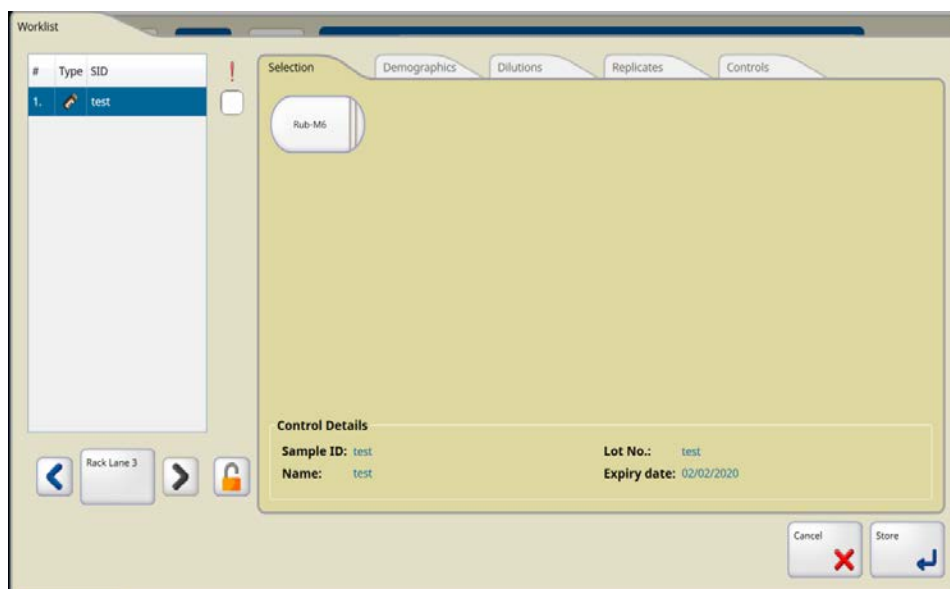 Worklist
# Type SID !
1. test
Selection Demographics Dilutions Replicates Controls
Rub-M6
Control Details
Sample ID: test Lot No.: test
Name: test Expiry date: 02/02/2020
Rack Lane 3
Cancel Store